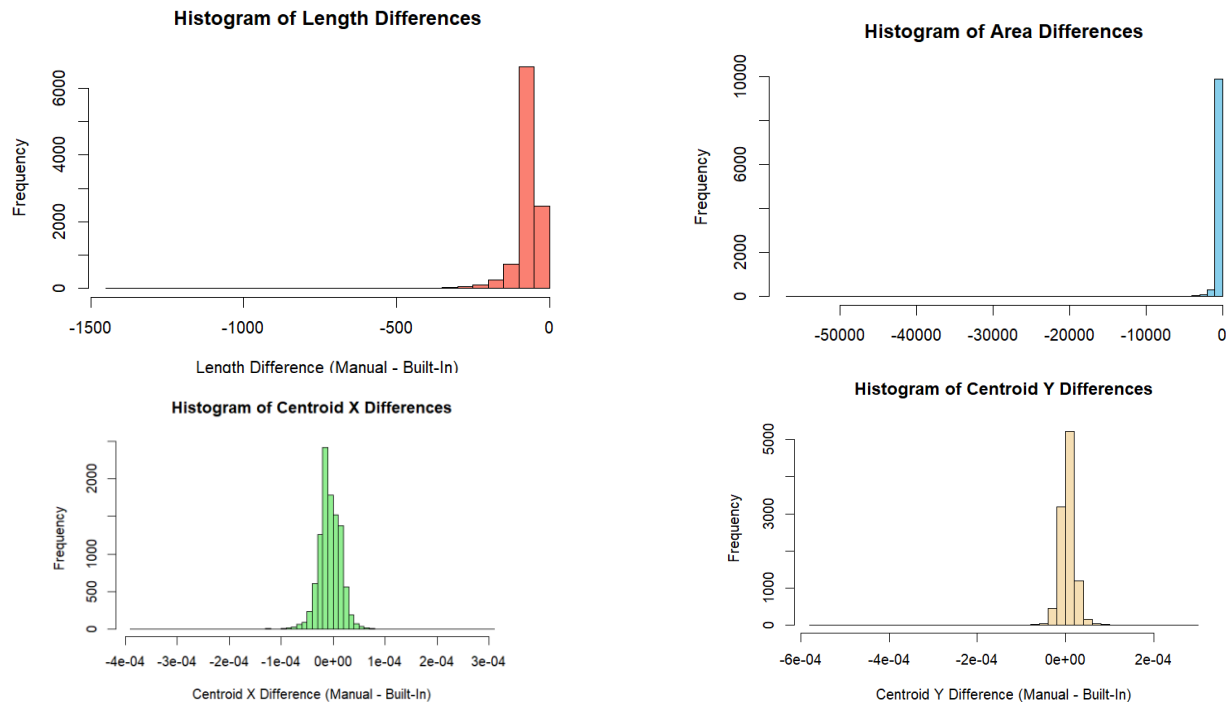 Histogram of Length Differences
Frequency
6000
4000
2000
0
-1500 -1000 -500 0
Length Difference (Manual - Built-In)
Histogram of Area Differences
Frequency
10000
6000
4000
2000
0
-50000 -40000 -30000 -20000 -10000 0
Histogram of Centroid X Differences
Frequency
2000
1000
500
0
-4e-04 -3e-04 -2e-04 -1e-04 0e+00 1e-04 2e-04 3e-04
Centroid X Difference (Manual - Built-In)
Histogram of Centroid Y Differences
Frequency
5000
3000
1000
0
-6e-04 -2e-04 0e+00 2e-04
Centroid Y Difference (Manual - Built-In)